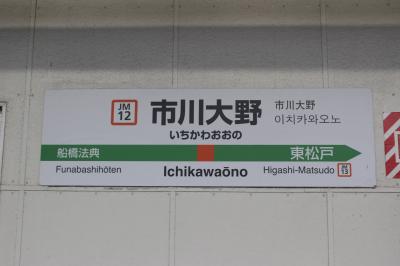 JM
12
市川大野
市川大野
이치카와오노
いちかわおおの
船橋法典
東松戸
Funabashihōten
Ichikawaōno
Higashi-Matsudo
JM
13